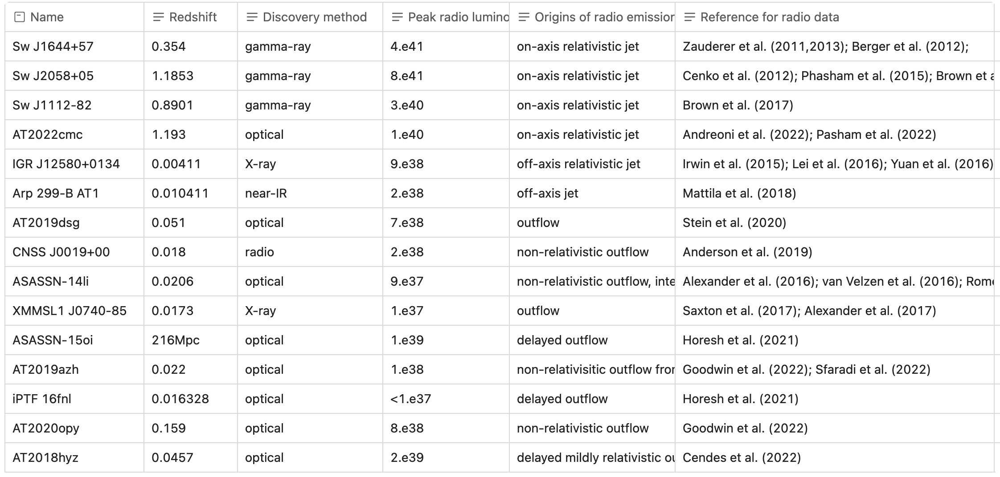 Name Redshift Discovery method Peak radio Origins of radio emission Reference for radio data
Sw J1644+57 0.354 gamma-ray 4.e41 on-axis relativistic jet Zauderer et al. (2011,2013); Berger et al. (2012);
Sw J2058+05 1.1853 gamma-ray 8.e41 on-axis relativistic jet Cenko et al. (2012); Phasham et al. (2015); Brown et
Sw J1112-82 0.8901 gamma-ray 3.e40 on-axis relativistic jet Brown et al. (2017)
AT2022cmc 1.193 optical 1.e40 on-axis relativistic jet Andreoni et al. (2022); Pasham et al. (2022)
IGR J12580+0134 0.00411 X-ray 9.e38 off-axis relativistic jet Irwin et al. (2015); Lei et al. (2016); Yuan et al. (2016)
Arp 299-B AT1 0.010411 near-IR 2.e38 off-axis jet Mattila et al. (2018)
AT2019dsg 0.051 optical 7.e38 outflow Stein et al. (2020)
CNSS J0019+00 0.018 radio 2.e38 non-relativistic outflow Anderson et al. (2019)
ASASSN-14li 0.0206 optical 9.e37 non-relativistic outflow, Alexander et al. (2016); van Velzen et al. (2016);
XMMSL1 J0740-85 0.0173 X-ray 1.e37 outflow Saxton et al. (2017); Alexander et al. (2017)
ASASSN-15oi 216Mpc optical 1.e39 delayed outflow Horesh et al. (2021)
AT2019azh 0.022 optical 1.e38 non-relativisitic outflow Goodwin et al. (2022); Sfaradi et al. (2022)
iPTF 16fnl 0.016328 optical <1.e37 delayed outflow Horesh et al. (2021)
AT2020opy 0.159 optical 8.e38 non-relativistic outflow Goodwin et al. (2022)
AT2018hyz 0.0457 optical 2.e39 delayed mildly relativistic Cendes et al. (2022)